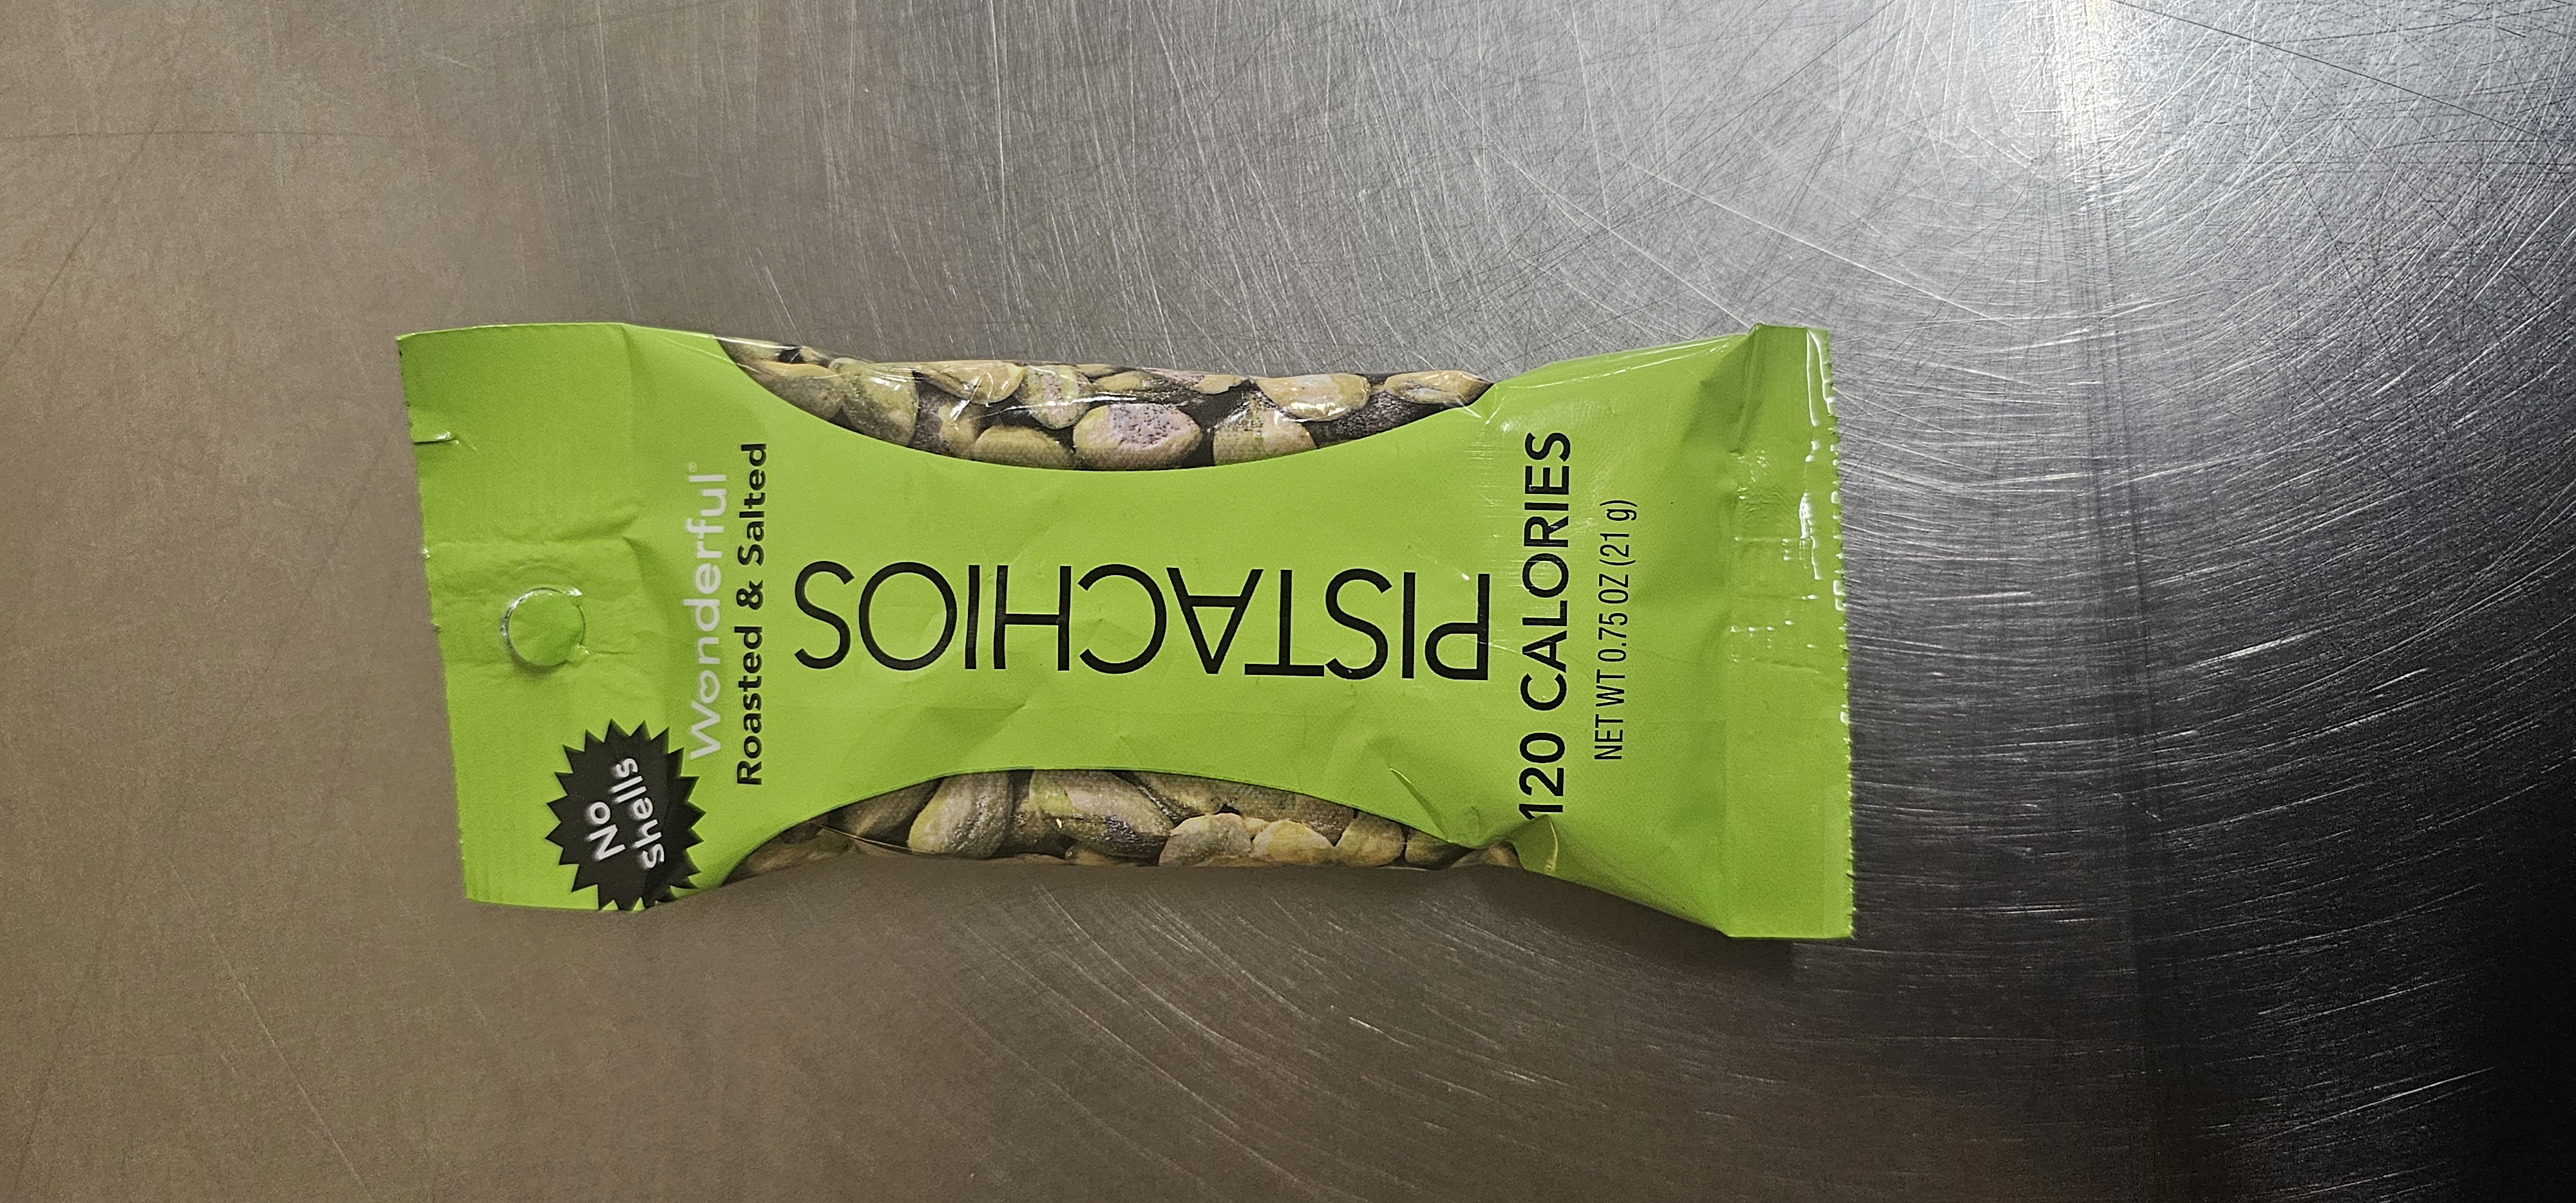 No
shells
Wonderful®
Roasted & Salted
PISTACHIOS
120 CALORIES
NET WT 0.75 OZ (21 g)